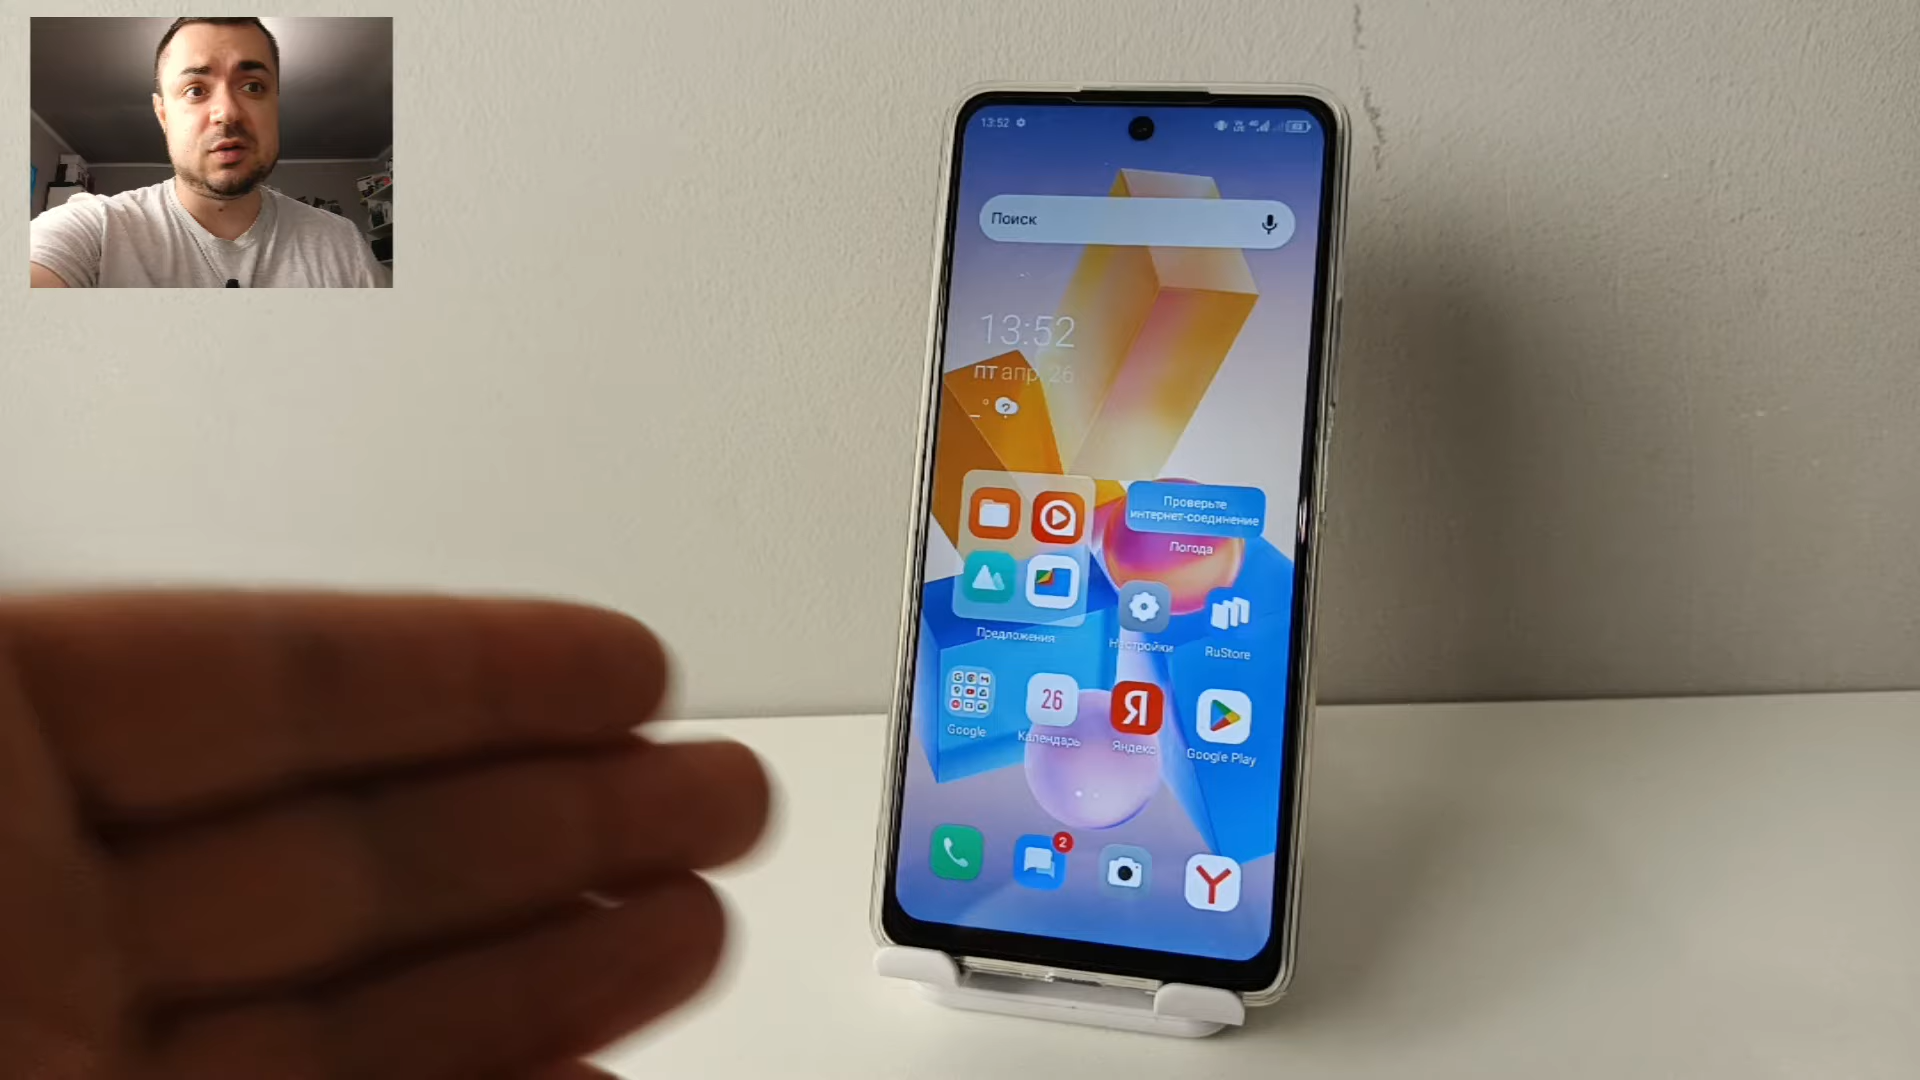 13:52
Поиск
13:52
пт апр. 26
Проверьте
интернет-соединение
Погода
Предложения
Настройки
RuStore
Google
26
Календарь
Я
Яндекс
Google Play
2
Y